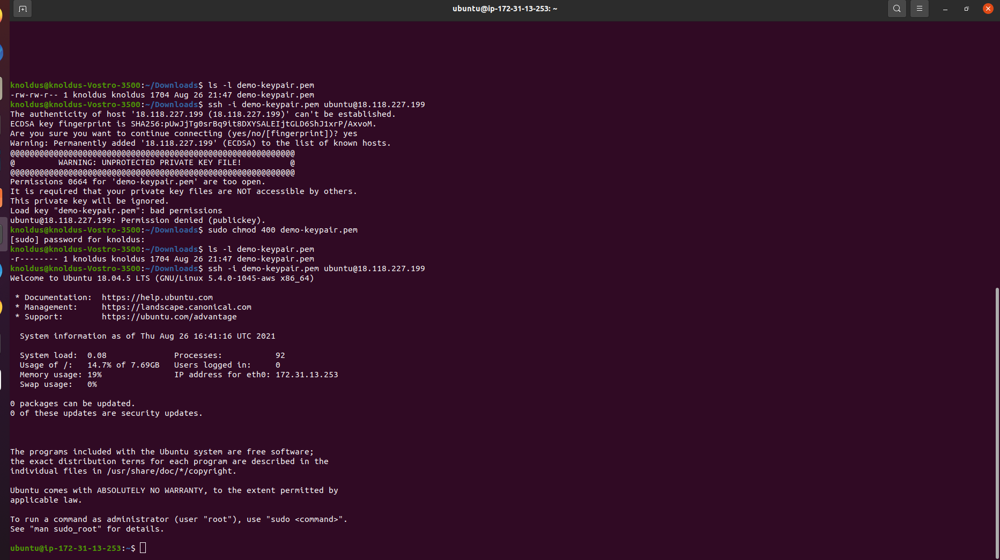 ubuntu@ip-172-31-13-253: ~
knoldus@knoldus-Vostro-3500:~/Downloads$ ls -l demo-keypair.pem
-rw-rw-r-- 1 knoldus knoldus 1704 Aug 26 21:47 demo-keypair.pem
knoldus@knoldus-Vostro-3500:~/Downloads$ ssh -i demo-keypair.pem ubuntu@18.118.227.199
The authenticity of host '18.118.227.199 (18.118.227.199)' can't be established.
ECDSA key fingerprint is SHA256:pUwJjTg0srBq9it8DXYSALEIjtGLD6ShJ1xrP/AxvoM.
Are you sure you want to continue connecting (yes/no/[fingerprint])? yes
Warning: Permanently added '18.118.227.199' (ECDSA) to the list of known hosts.
@@@@@@@@@@@@@@@@@@@@@@@@@@@@@@@@@@@@@@@@@@@@@@@@@@@@@@@@@@@
@         WARNING: UNPROTECTED PRIVATE KEY FILE!          @
@@@@@@@@@@@@@@@@@@@@@@@@@@@@@@@@@@@@@@@@@@@@@@@@@@@@@@@@@@@
Permissions 0664 for 'demo-keypair.pem' are too open.
It is required that your private key files are NOT accessible by others.
This private key will be ignored.
Load key "demo-keypair.pem": bad permissions
ubuntu@18.118.227.199: Permission denied (publickey).
knoldus@knoldus-Vostro-3500:~/Downloads$ sudo chmod 400 demo-keypair.pem
[sudo] password for knoldus:
knoldus@knoldus-Vostro-3500:~/Downloads$ ls -l demo-keypair.pem
-r-------- 1 knoldus knoldus 1704 Aug 26 21:47 demo-keypair.pem
knoldus@knoldus-Vostro-3500:~/Downloads$ ssh -i demo-keypair.pem ubuntu@18.118.227.199
Welcome to Ubuntu 18.04.5 LTS (GNU/Linux 5.4.0-1045-aws x86_64)
 * Documentation:  https://help.ubuntu.com
 * Management:     https://landscape.canonical.com
 * Support:        https://ubuntu.com/advantage
  System information as of Thu Aug 26 16:41:16 UTC 2021
  System load:  0.08              Processes:           92
  Usage of /:   14.7% of 7.69GB   Users logged in:     0
  Memory usage: 19%               IP address for eth0: 172.31.13.253
  Swap usage:   0%
0 packages can be updated.
0 of these updates are security updates.
The programs included with the Ubuntu system are free software;
the exact distribution terms for each program are described in the
individual files in /usr/share/doc/*/copyright.
Ubuntu comes with ABSOLUTELY NO WARRANTY, to the extent permitted by
applicable law.
To run a command as administrator (user "root"), use "sudo <command>".
See "man sudo_root" for details.
ubuntu@ip-172-31-13-253:~$